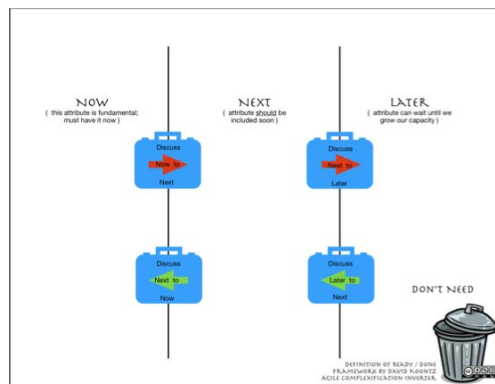 NOW
( this attribute is fundamental;
must have it now )
NEXT
( attribute should be
included soon )
LATER
( attribute can wait until we
grow our capacity )
Discuss
Now to
Next
Discuss
Next to
Later
Discuss
Next to
Now
Discuss
Later to
Next
DON'T NEED
DEFINITION OF READY / DONE
FRAMEWORK BY DAVID KOONTZ
AGILE COMPLEXIFICATION INVERTER